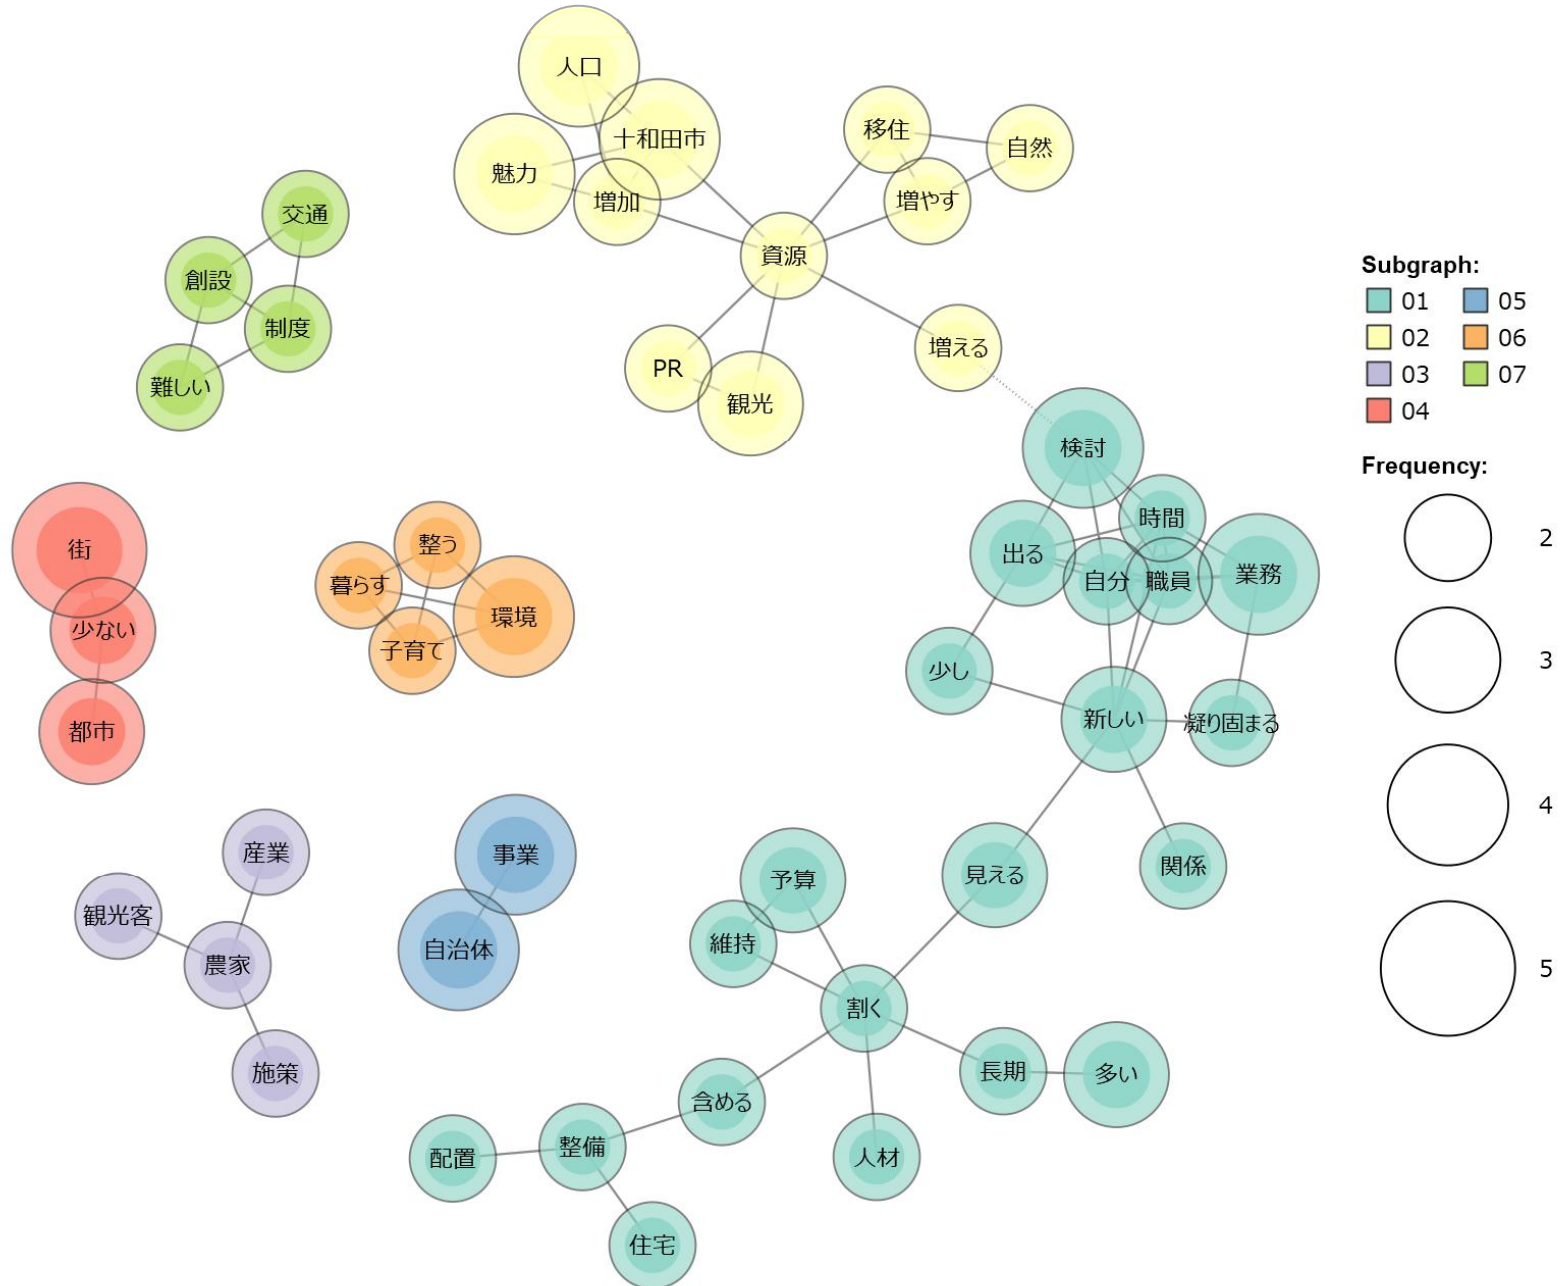 人口
十和田市
魅力
増加
移住
自然
増やす
資源
PR
観光
増える
交通
創設
制度
難しい
街
少ない
都市
整う
暮らす
環境
子育て
検討
時間
出る
自分
職員
業務
少し
新しい
凝り固まる
見える
関係
産業
観光客
農家
施策
事業
自治体
予算
維持
割く
長期
多い
含める
人材
配置
整備
住宅
Subgraph:
01 05
02 06
03 07
04
Frequency:
2
3
4
5